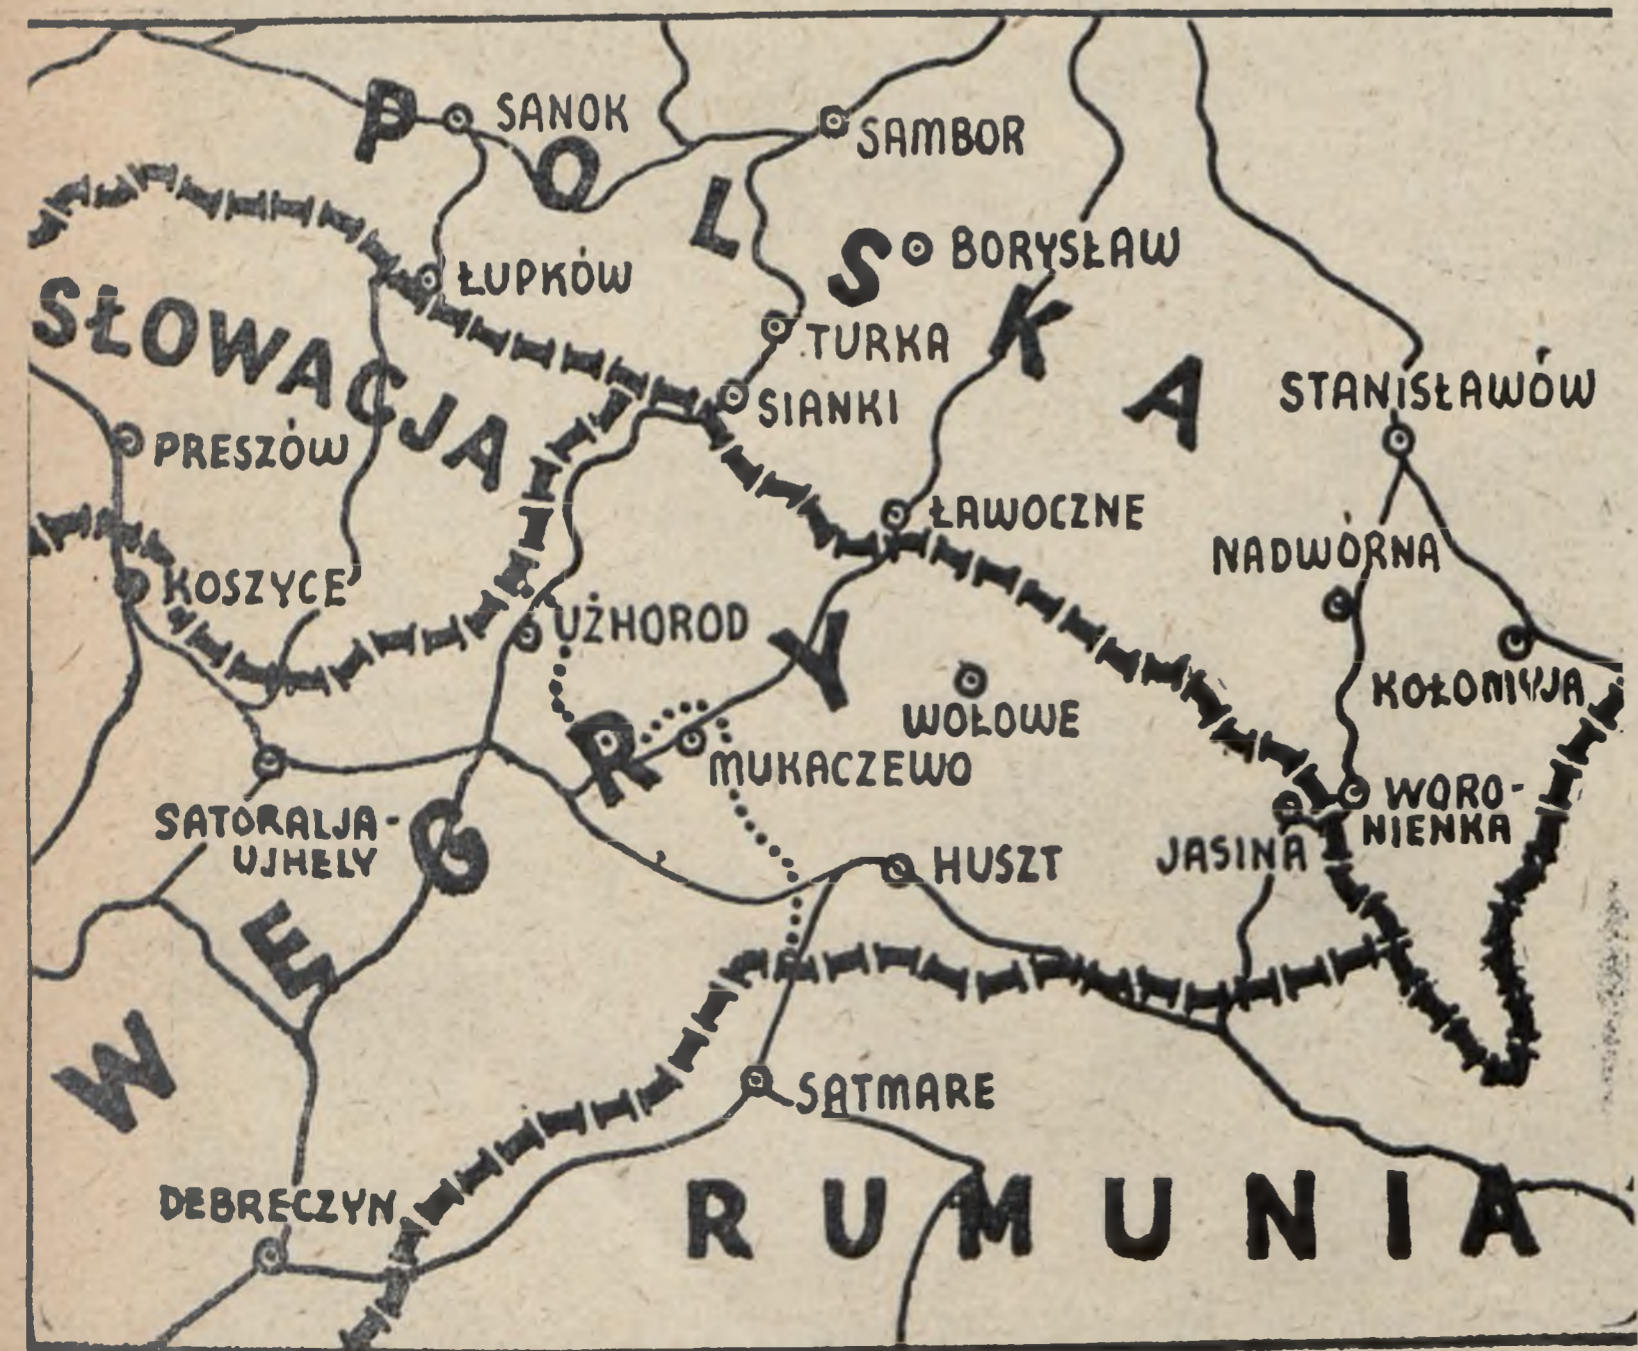 POLSKA
SANOK
SAMBOR
BORYSŁAW
ŁUPKÓW
SŁOWACJA
TURKA
SIANKI
STANISŁAWÓW
PRESZÓW
ŁAWOCZNE
NADWÓRNA
KOSZYCE
UŻHOROD
KOŁOMYJA
WOŁOWE
MUKACZEWO
WORO-
NIENKA
SATORALJA-
UJHELY
JASINA
HUSZT
WĘGRY
SATMARE
DEBRECZYN
RUMUNIA